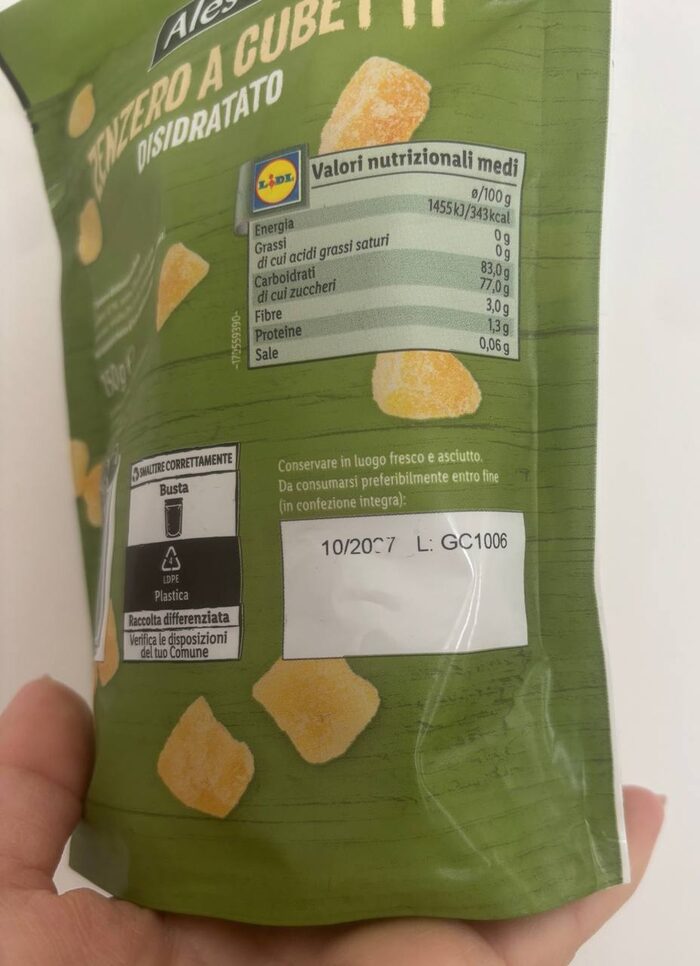 Ales
ZENZERO A CUBETTI
DISIDRATATO
LIDL
Valori nutrizionali medi
ø/100 g
Energia 1455 kJ/343 kcal
Grassi 0 g
di cui acidi grassi saturi 0 g
Carboidrati 83,0 g
di cui zuccheri 77,0 g
Fibre 3,0 g
Proteine 1,3 g
Sale 0,06 g
-170559390-
SMALTIRE CORRETTAMENTE
Busta
4
LDPE
Plastica
Raccolta differenziata
Verifica le disposizioni
del tuo Comune
Conservare in luogo fresco e asciutto.
Da consumarsi preferibilmente entro fine
(in confezione integra):
L: GC1006